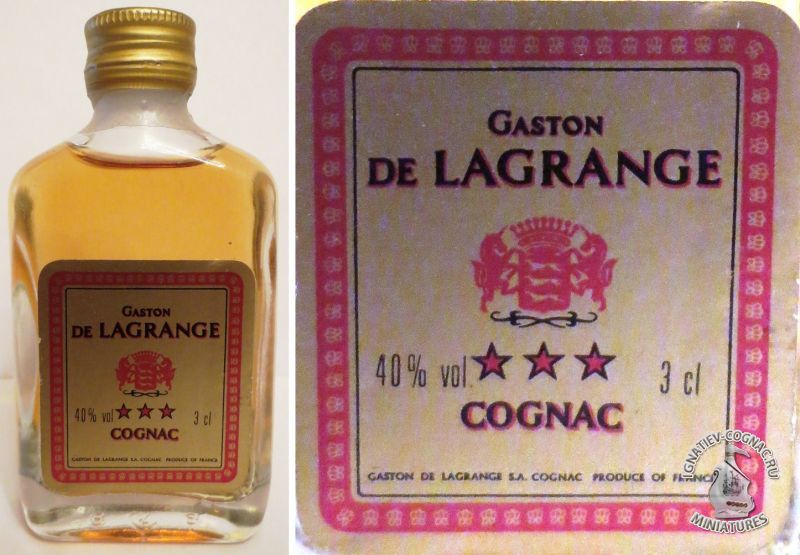 GASTON
DE LAGRANGE
40% vol ★★★ 3 cl
COGNAC
GASTON DE LAGRANGE S.A. COGNAC PRODUCE OF FRANCE
GASTON
DE LAGRANGE
40% vol ★★★ 3 cl
COGNAC
GASTON DE LAGRANGE S.A. COGNAC PRODUCE OF FRANCE
IGNATIEV-COGNAC.RU
MINIATURES